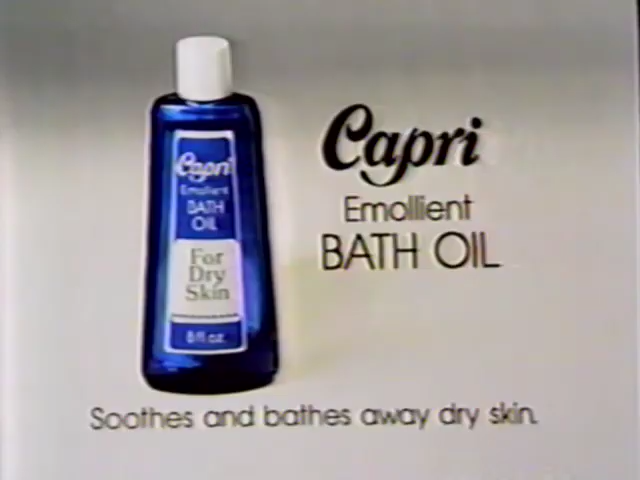 Capri
Emollient
BATH
OIL
For
Dry
Skin
8 fl oz.
Capri
Emollient
BATH OIL
Soothes and bathes away dry skin.